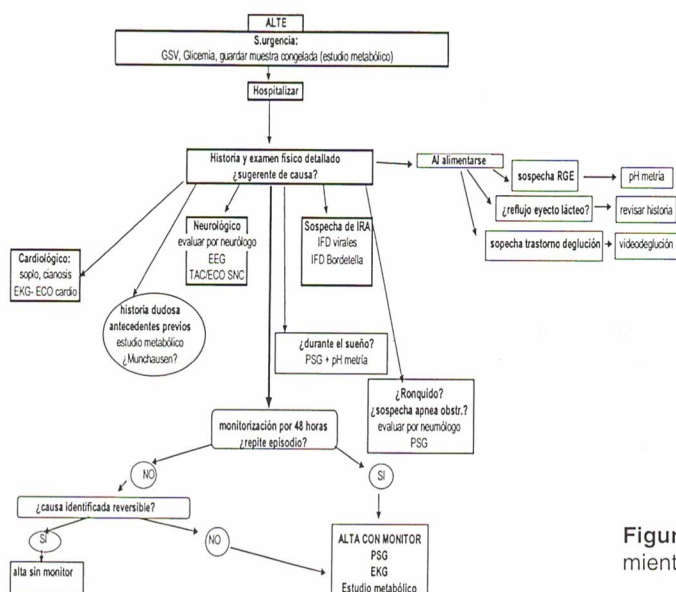 ALTE
S.urgencia:
GSV, Glicemia, guardar muestra congelada (estudio metabólico)
Hospitalizar
Historia y examen fisico detallado
¿sugerente de causa?
Al alimentarse
sospecha RGE
pH metría
¿reflujo eyecto lácteo?
revisar historia
sopecha trastorno deglución
videodeglución
Neurológico
evaluar por neurólogo
EEG
TAC/ECO SNC
Sospecha de IRA
IFD virales
IFD Bordetella
Cardiológico:
soplo, cianosis
EKG- ECO cardio
historia dudosa
antecedentes previos
estudio metabólico
¿Munchausen?
¿durante el sueño?
PSG + pH metría
¿Ronquido?
¿sospecha apnea obstr.?
evaluar por neumólogo
PSG
monitorización por 48 horas
¿repite episodio?
NO
SI
¿causa identificada reversible?
SI
NO
alta sin monitor
ALTA CON MONITOR
PSG
EKG
Estudio metabólico
Figur
mient